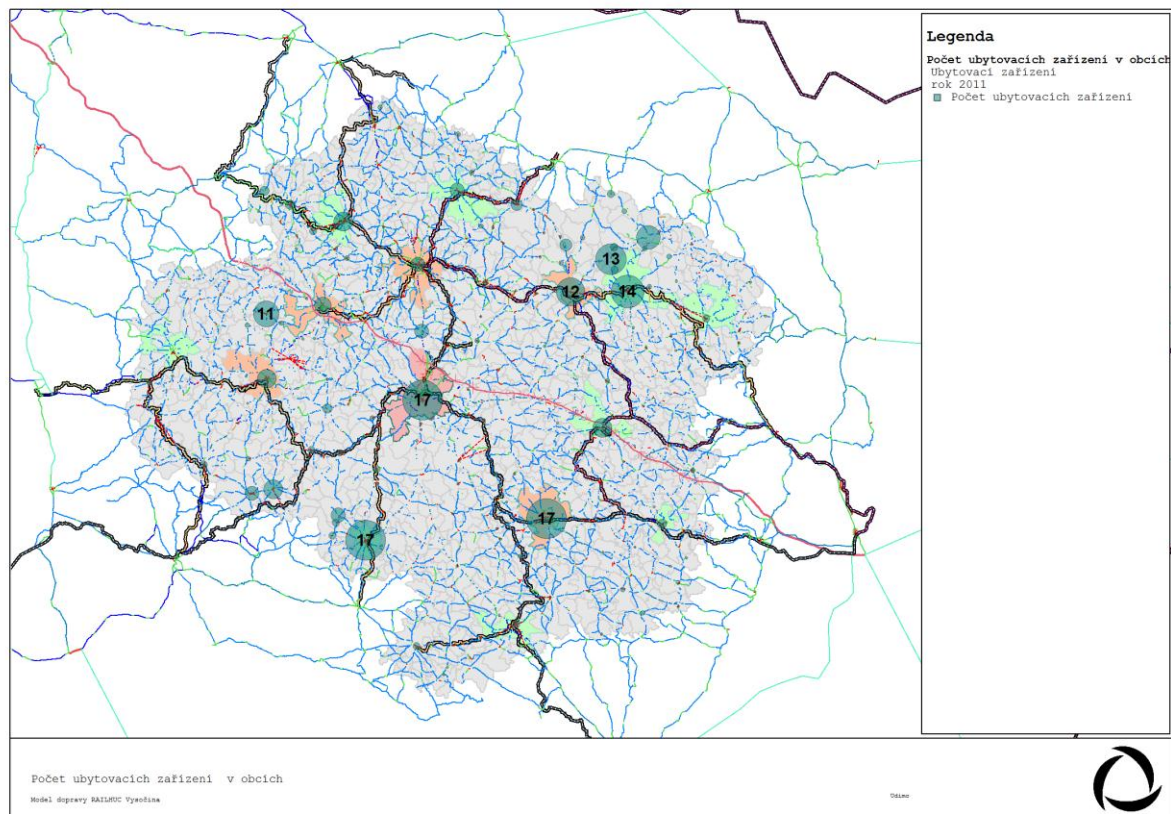 Legenda
Počet ubytovacích zařízení v obcích
Ubytovací zařízení
rok 2011
Počet ubytovacích zařízení
13
12
14
11
17
17
17
Počet ubytovacích zařízení v obcích
Model dopravy RAILHUC Vysočina
Udimo